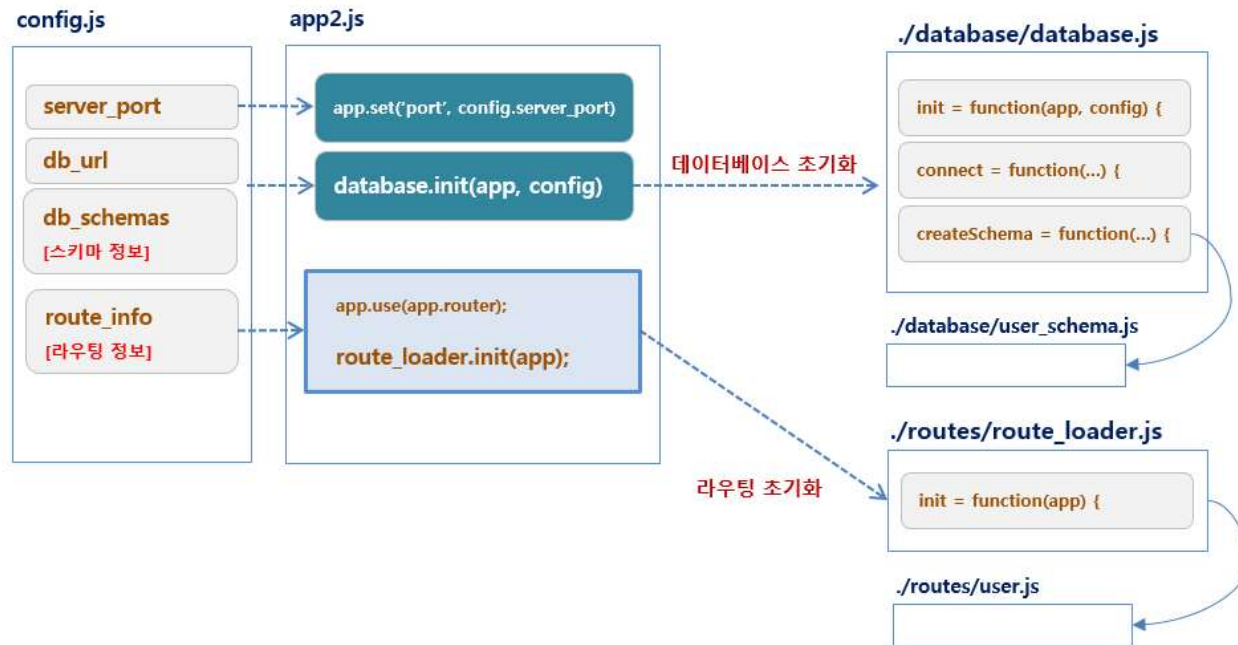 config.js
server_port
db_url
db_schemas
[스키마 정보]
route_info
[라우팅 정보]
app2.js
app.set('port', config.server_port)
database.init(app, config)
app.use(app.router);
route_loader.init(app);
데이터베이스 초기화
라우팅 초기화
./database/database.js
init = function(app, config) {
connect = function(...) {
createSchema = function(...) {
./database/user_schema.js
./routes/route_loader.js
init = function(app) {
./routes/user.js